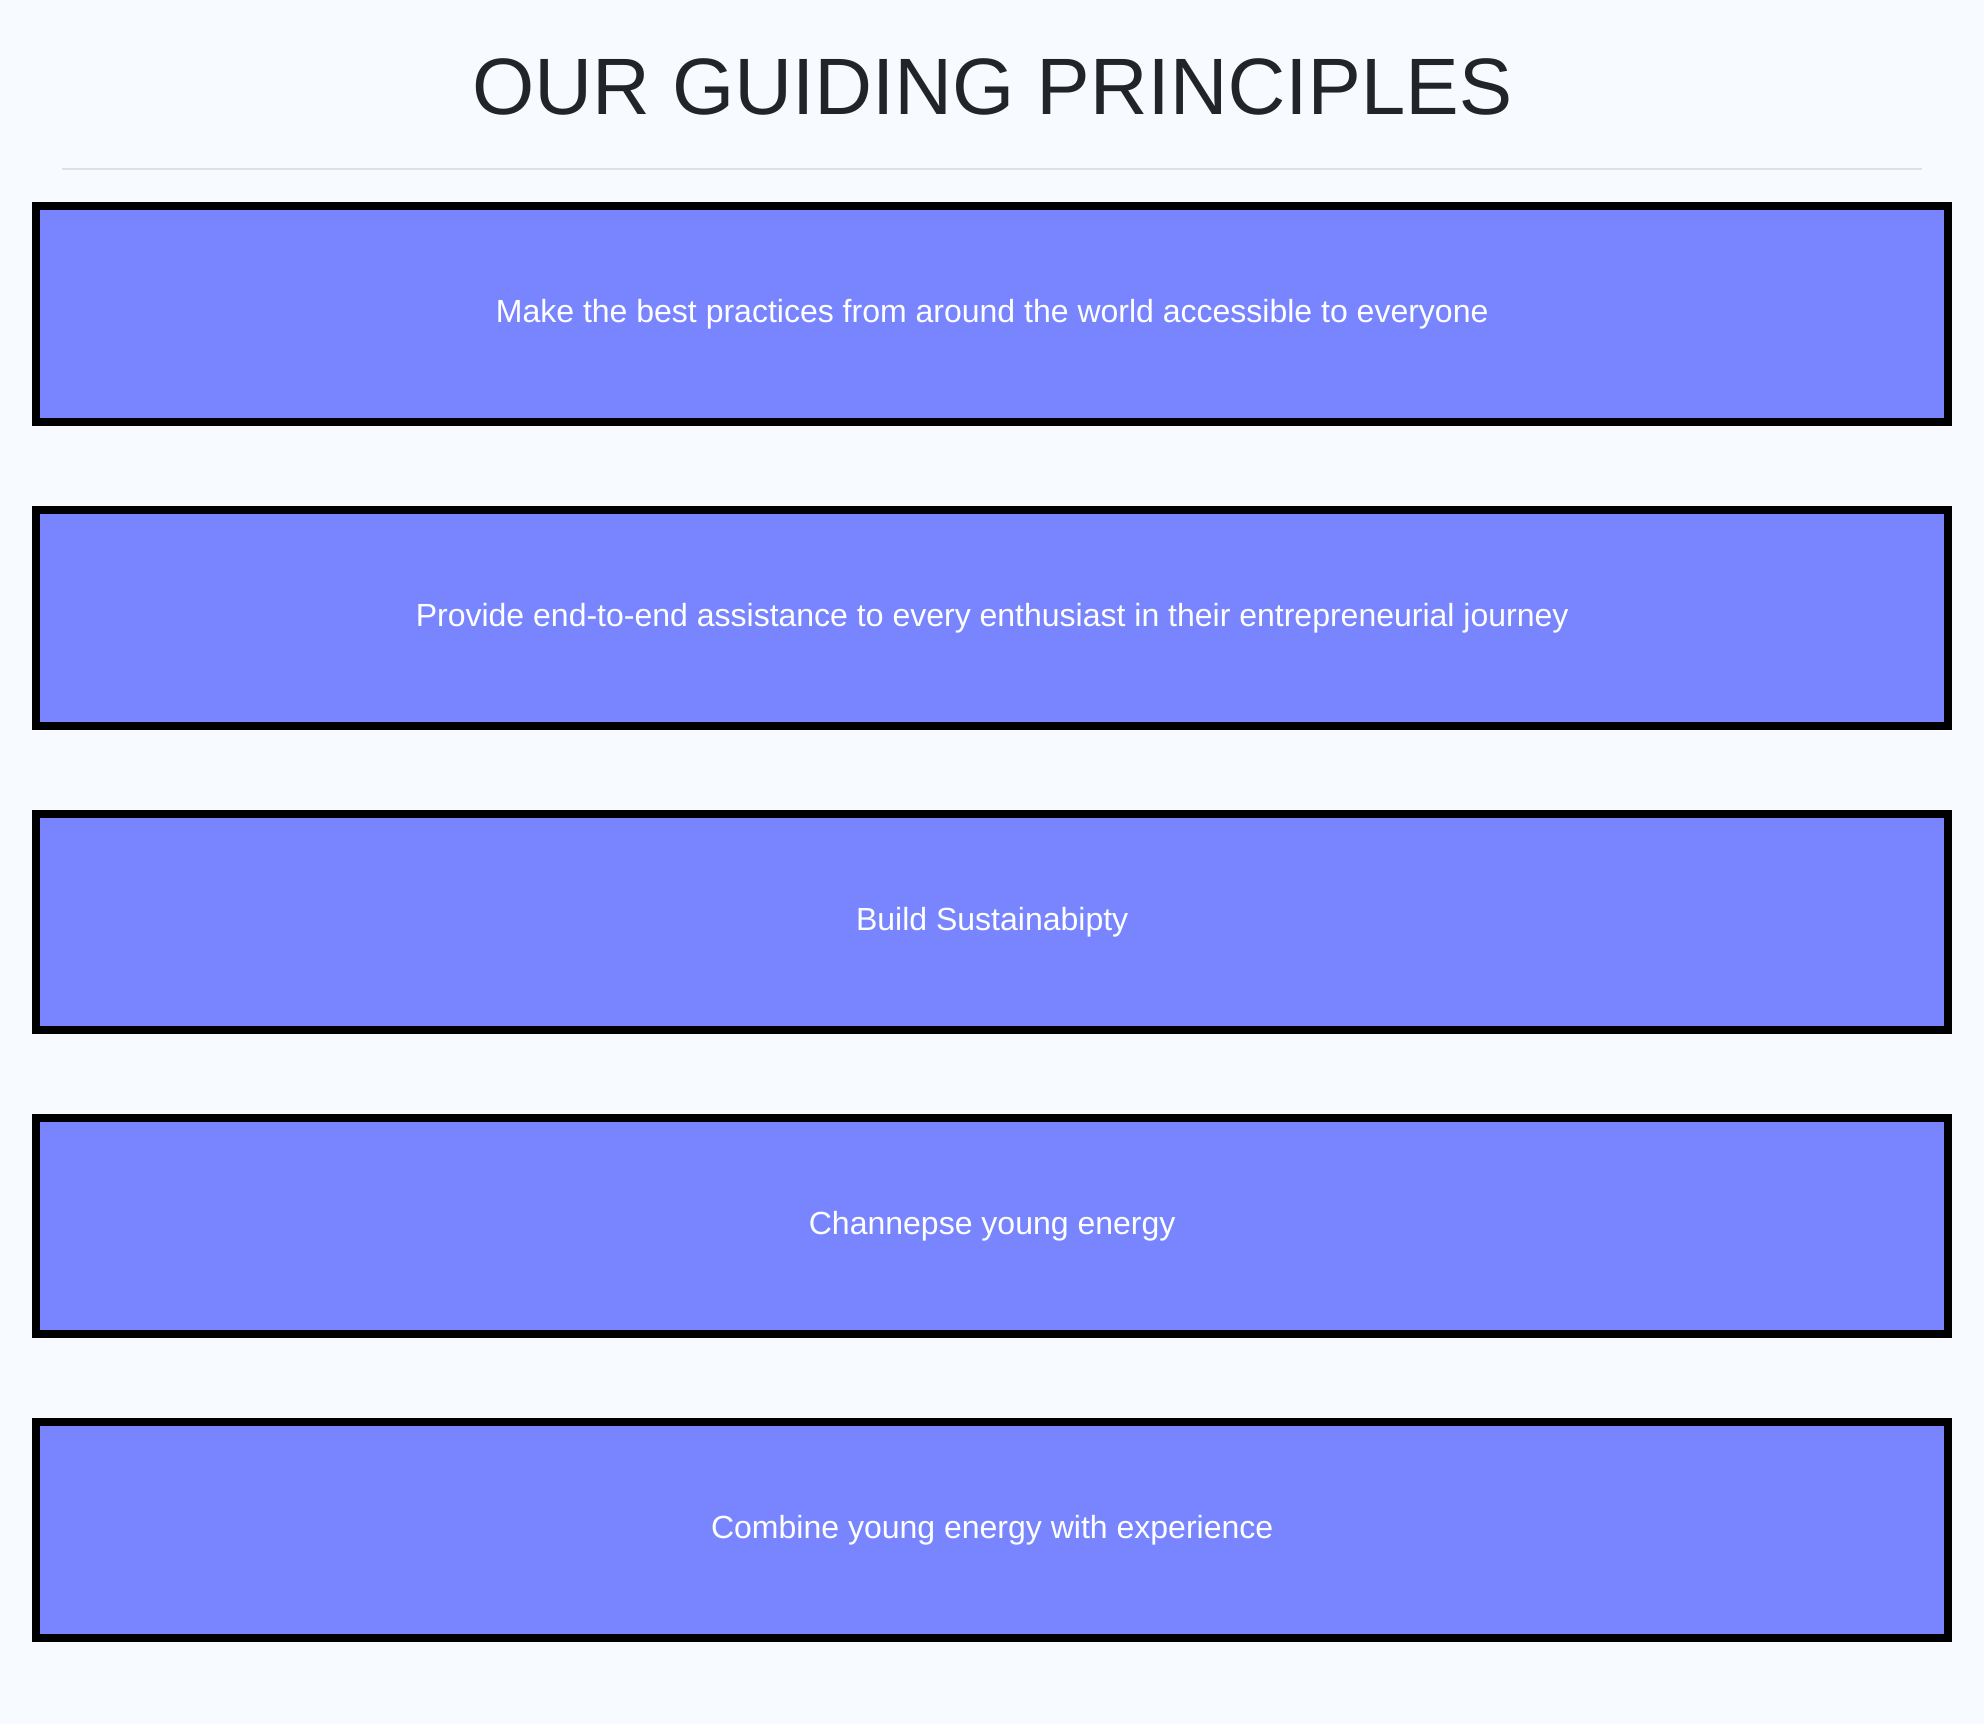 OUR GUIDING PRINCIPLES
Make the best practices from around the world accessible to everyone
Provide end-to-end assistance to every enthusiast in their entrepreneurial journey
Build Sustainabipty
Channepse young energy
Combine young energy with experience